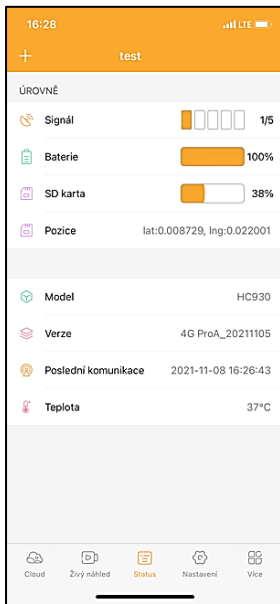 16:28 LTE
+ test
ÚROVNĚ
Signál 1/5
Baterie 100%
SD karta 38%
Pozice lat:0.008729, lng:0.022001
Model HC930
Verze 4G ProA_20211105
Poslední komunikace 2021-11-08 16:26:43
Teplota 37°C
Cloud Živý náhled Status Nastavení Více